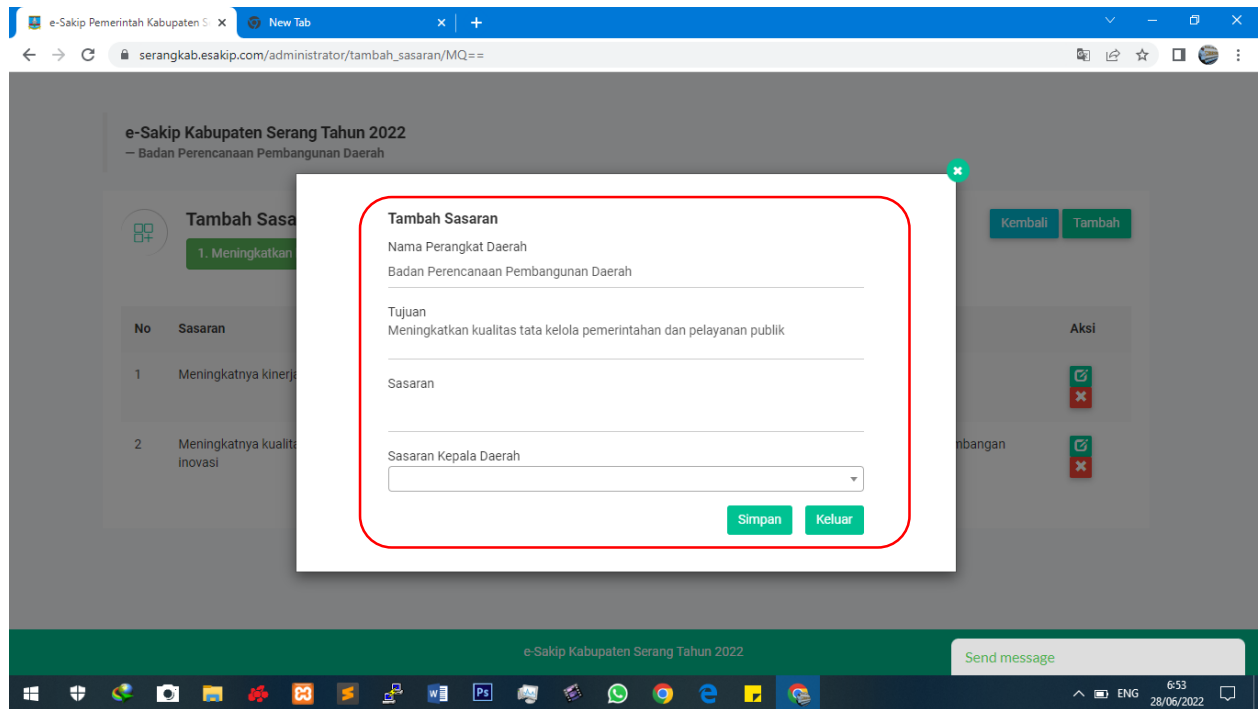 e-Sakip Pemerintah Kabupaten S
New Tab
serangkab.esakip.com/administrator/tambah_sasaran/MQ==
e-Sakip Kabupaten Serang Tahun 2022
— Badan Perencanaan Pembangunan Daerah
Tambah Sasa
Kembali
Tambah
1. Meningkatkan
No
Sasaran
Aksi
1
Meningkatnya kinerja
2
Meningkatnya kualita
mbangan
inovasi
Tambah Sasaran
Nama Perangkat Daerah
Badan Perencanaan Pembangunan Daerah
Tujuan
Meningkatkan kualitas tata kelola pemerintahan dan pelayanan publik
Sasaran
Sasaran Kepala Daerah
Simpan
Keluar
e-Sakip Kabupaten Serang Tahun 2022
Send message
Ps
ENG
6:53
28/06/2022